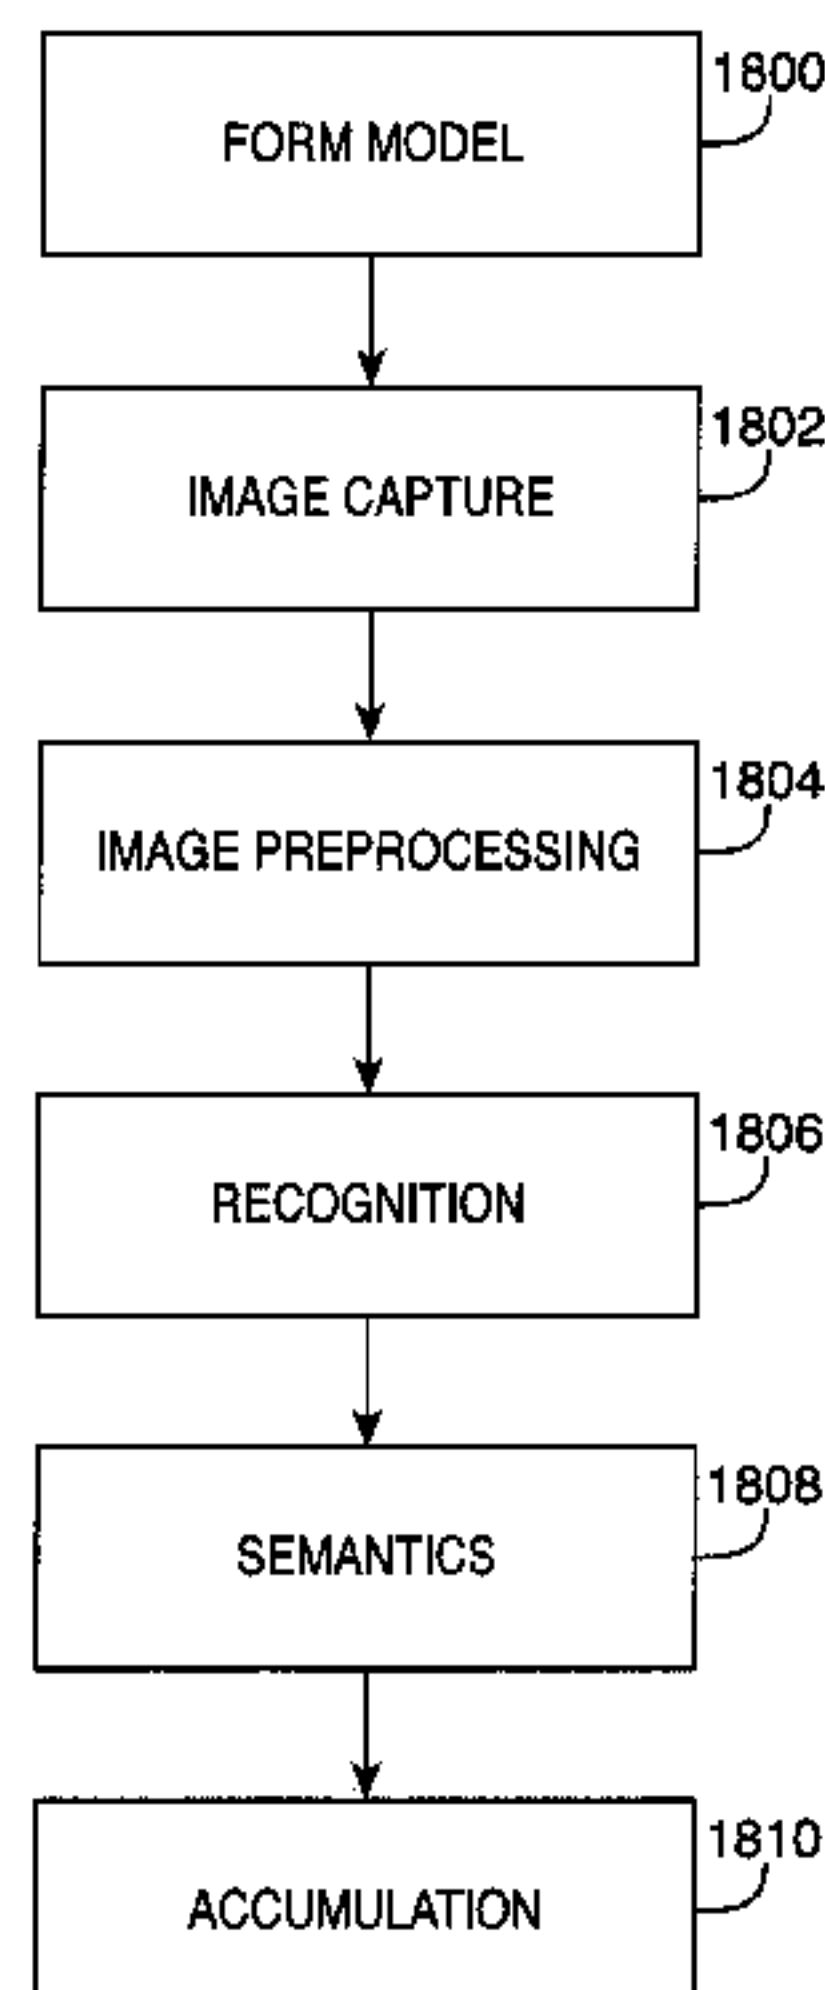 1800
FORM MODEL
1802
IMAGE CAPTURE
1804
IMAGE PREPROCESSING
1806
RECOGNITION
1808
SEMANTICS
1810
ACCUMULATION